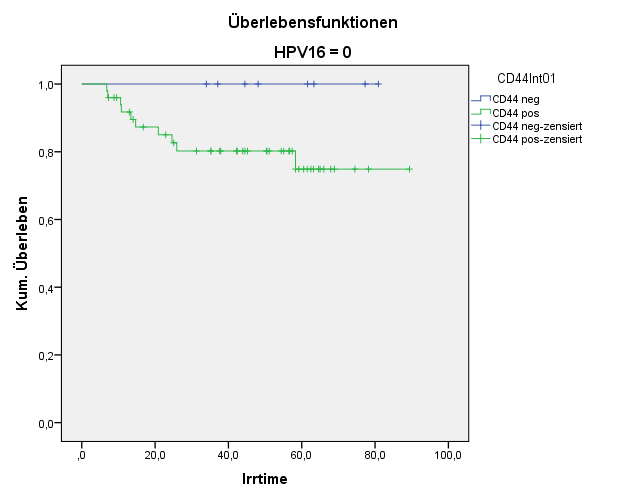 Überlebensfunktionen
HPV16 = 0
CD44Int01
CD44 neg
CD44 pos
CD44 neg-zensiert
CD44 pos-zensiert
Kum. Überleben
1,0
0,8
0,6
0,4
0,2
0,0
,0 20,0 40,0 60,0 80,0 100,0
Irrtime